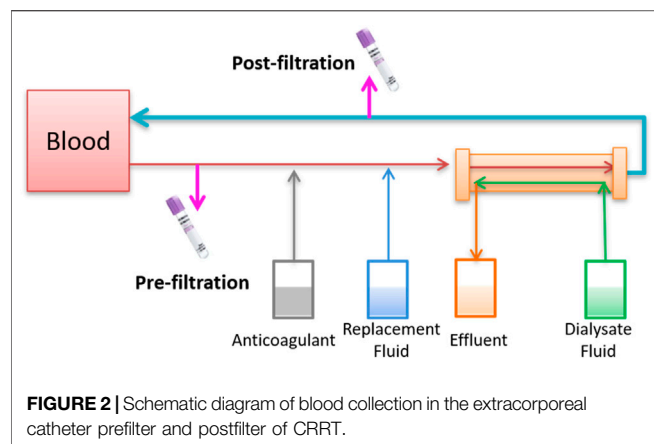 Post-filtration
Blood
Pre-filtration
Anticoagulant
Replacement
Fluid
Effluent
Dialysate
Fluid
FIGURE 2 | Schematic diagram of blood collection in the extracorporeal
catheter prefilter and postfilter of CRRT.